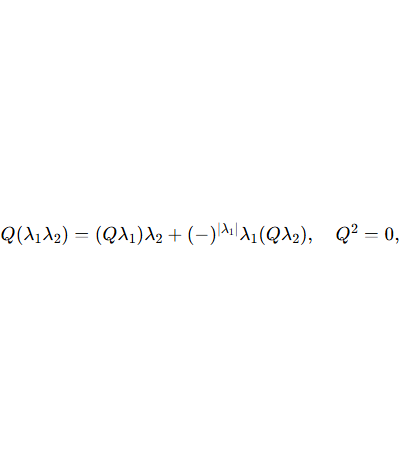 Q(λ₁λ₂) = (Qλ₁)λ₂ + (−)^{|λ₁|}λ₁(Qλ₂),  Q² = 0,